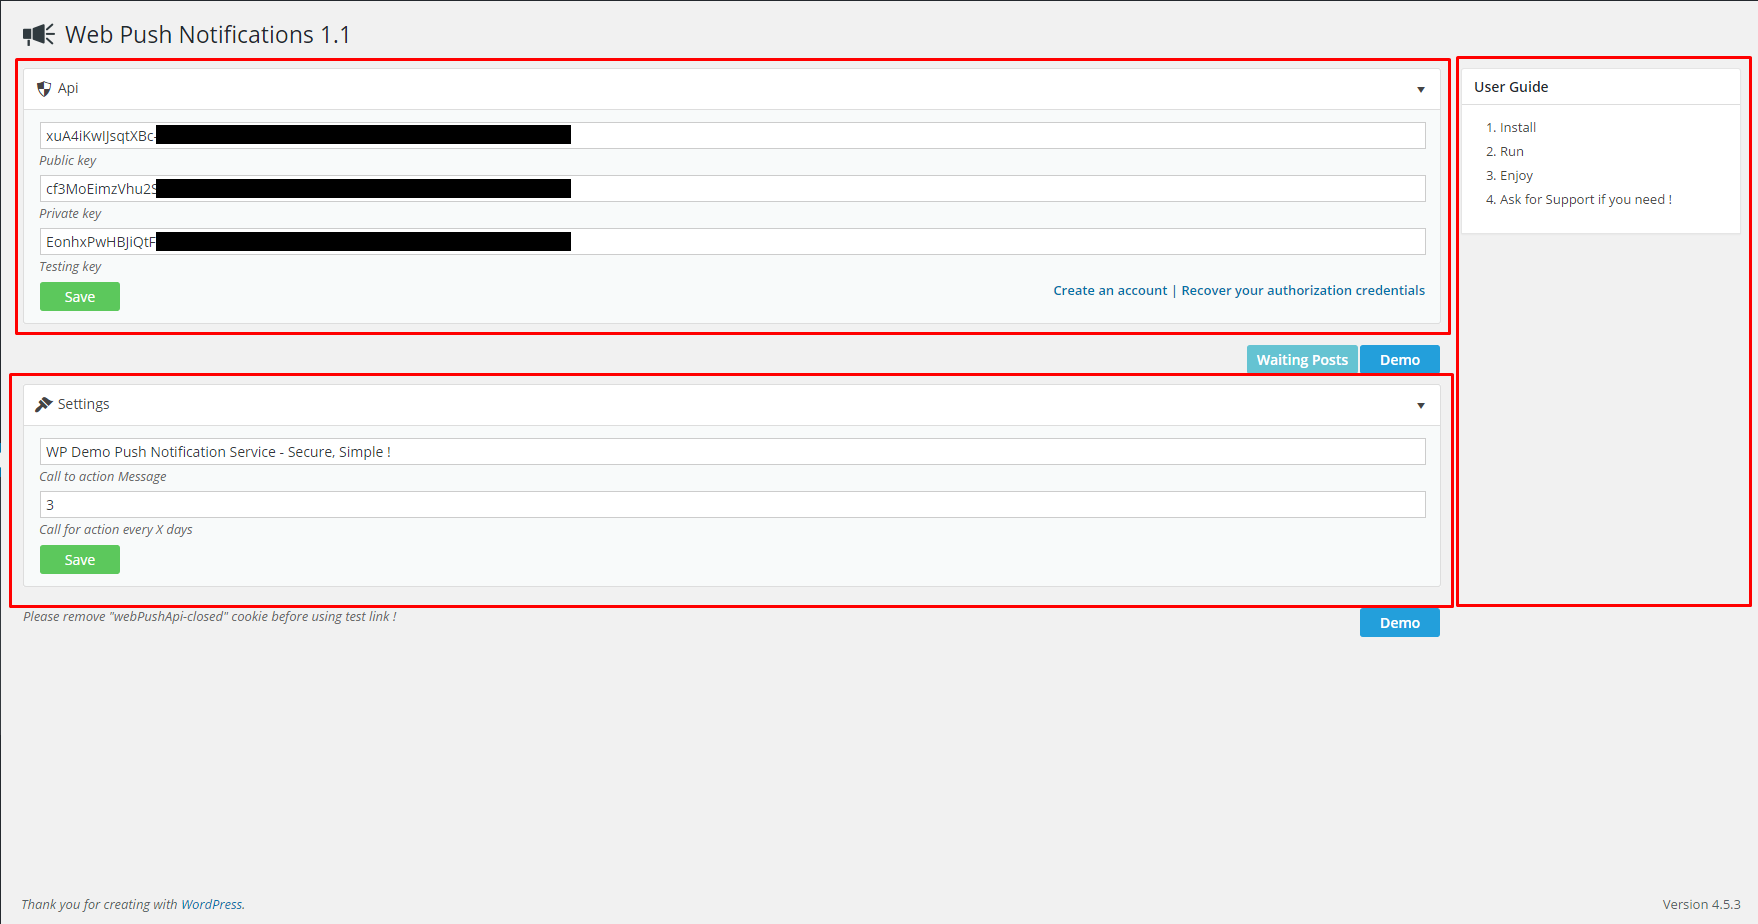 Web Push Notifications 1.1
Api
xuA4iKwIJsqtXBc-
Public key
cf3MoEimzVhu2S
Private key
EonhxPwHBJiQtF
Testing key
Save
Create an account | Recover your authorization credentials
Waiting Posts
Demo
Settings
WP Demo Push Notification Service - Secure, Simple !
Call to action Message
3
Call for action every X days
Save
Please remove "webPushApi-closed" cookie before using test link !
Demo
User Guide
1. Install
2. Run
3. Enjoy
4. Ask for Support if you need !
Thank you for creating with WordPress.
Version 4.5.3